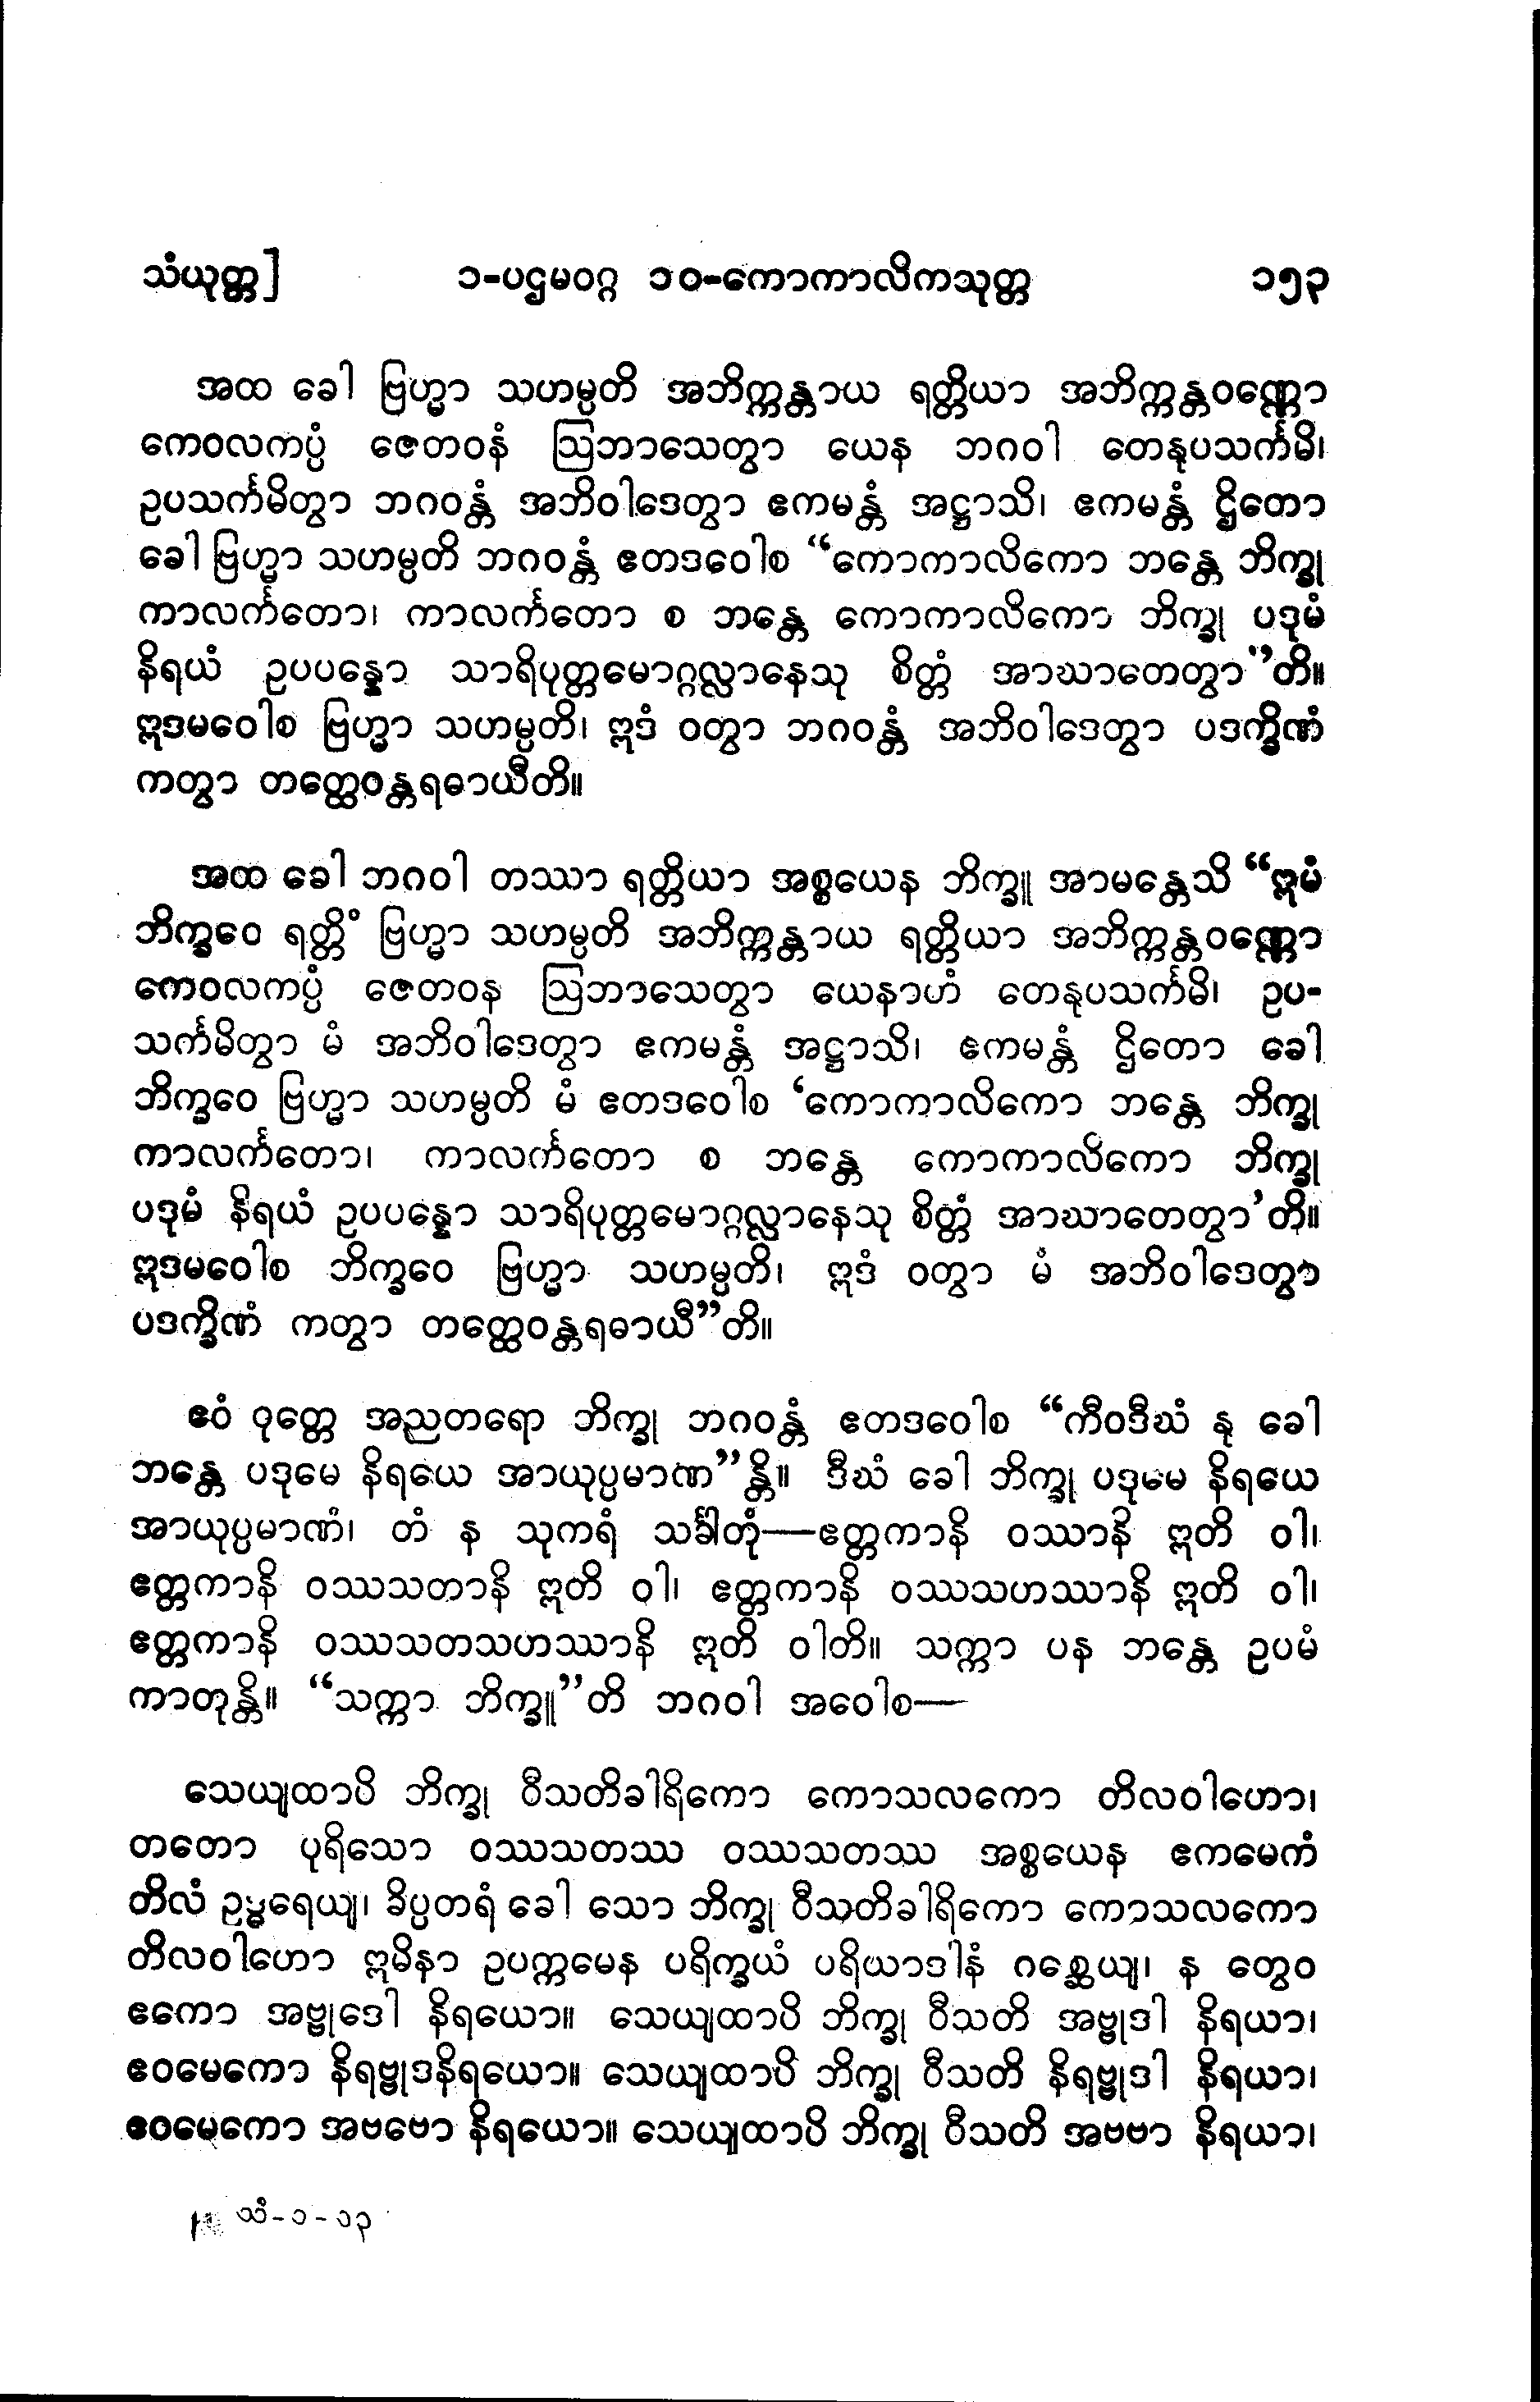 သံယုတ္တ] ၁-ပဌမဝဂ္ဂ ၁၀-ကောကာလိကသုတ္တ ၁၅၃
အထ ခေါ ဗြဟ္မာ သဟမ္ပတိ အဘိက္ကန္တာယ ရတ္တိယာ အဘိက္ကန္တဝဏ္ဏော
ကေဝလကပ္ပံ ဇေတဝနံ ဩဘာသေတွာ ယေန ဘဂဝါ တေနုပသင်္ကမိ၊
ဥပသင်္ကမိတွာ ဘဂဝန္တံ အဘိဝါဒေတွာ ဧကမန္တံ အဋ္ဌာသိ၊ ဧကမန္တံ ဌိတော
ခေါ ဗြဟ္မာ သဟမ္ပတိ ဘဂဝန္တံ ဧတဒဝေါစ “ကောကာလိကော ဘန္တေ ဘိက္ခု
ကာလင်္ကတော၊ ကာလင်္ကတော စ ဘန္တေ ကောကာလိကော ဘိက္ခု ပဒုမံ
နိရယံ ဥပပန္နော သာရိပုတ္တမောဂ္ဂလ္လာနေသု စိတ္တံ အာဃာတေတွာ”တိ။
ဣဒမဝေါစ ဗြဟ္မာ သဟမ္ပတိ၊ ဣဒံ ဝတွာ ဘဂဝန္တံ အဘိဝါဒေတွာ ပဒက္ခိဏံ
ကတွာ တတ္ထေဝန္တရဓာယီတိ။
အထ ခေါ ဘဂဝါ တဿာ ရတ္တိယာ အစ္စယေန ဘိက္ခူ အာမန္တေသိ “ဣမံ
ဘိက္ခဝေ ရတ္တိံ ဗြဟ္မာ သဟမ္ပတိ အဘိက္ကန္တာယ ရတ္တိယာ အဘိက္ကန္တဝဏ္ဏော
ကေဝလကပ္ပံ ဇေတဝန ဩဘာသေတွာ ယေနာဟံ တေနုပသင်္ကမိ၊ ဥပ-
သင်္ကမိတွာ မံ အဘိဝါဒေတွာ ဧကမန္တံ အဋ္ဌာသိ၊ ဧကမန္တံ ဌိတော ခေါ
ဘိက္ခဝေ ဗြဟ္မာ သဟမ္ပတိ မံ ဧတဒဝေါစ ‘ကောကာလိကော ဘန္တေ ဘိက္ခု
ကာလင်္ကတော၊ ကာလင်္ကတော စ ဘန္တေ ကောကာလိကော ဘိက္ခု
ပဒုမံ နိရယံ ဥပပန္နော သာရိပုတ္တမောဂ္ဂလ္လာနေသု စိတ္တံ အာဃာတေတွာ’တိ။
ဣဒမဝေါစ ဘိက္ခဝေ ဗြဟ္မာ သဟမ္ပတိ၊ ဣဒံ ဝတွာ မံ အဘိဝါဒေတွာ
ပဒက္ခိဏံ ကတွာ တတ္ထေဝန္တရဓာယီ”တိ။
ဧဝံ ဝုတ္တေ အညတရော ဘိက္ခု ဘဂဝန္တံ ဧတဒဝေါစ “ကီဝဒီဃံ နု ခေါ
ဘန္တေ ပဒုမေ နိရယေ အာယုပ္ပမာဏ”န္တိ။ ဒီဃံ ခေါ ဘိက္ခု ပဒုမေ နိရယေ
အာယုပ္ပမာဏံ၊ တံ န သုကရံ သင်္ခါတုံ—ဧတ္တကာနိ ဝဿာနိ ဣတိ ဝါ၊
ဧတ္တကာနိ ဝဿသတာနိ ဣတိ ဝါ၊ ဧတ္တကာနိ ဝဿသဟဿာနိ ဣတိ ဝါ၊
ဧတ္တကာနိ ဝဿသတသဟဿာနိ ဣတိ ဝါတိ။ သက္ကာ ပန ဘန္တေ ဥပမံ
ကာတုန္တိ။ “သက္ကာ ဘိက္ခူ”တိ ဘဂဝါ အဝေါစ—
သေယျထာပိ ဘိက္ခု ဝီသတိခါရိကော ကောသလကော တိလဝါဟော၊
တတော ပုရိသော ဝဿသတဿ ဝဿသတဿ အစ္စယေန ဧကမေကံ
တိလံ ဥဒ္ဓရေယျ၊ ခိပ္ပတရံ ခေါ သော ဘိက္ခု ဝီသတိခါရိကော ကောသလကော
တိလဝါဟော ဣမိနာ ဥပက္ကမေန ပရိက္ခယံ ပရိယာဒါနံ ဂစ္ဆေယျ၊ န တွေဝ
ဧကော အဗ္ဗုဒေါ နိရယော။ သေယျထာပိ ဘိက္ခု ဝီသတိ အဗ္ဗုဒါ နိရယာ၊
ဧဝမေကော နိရဗ္ဗုဒနိရယော။ သေယျထာပိ ဘိက္ခု ဝီသတိ နိရဗ္ဗုဒါ နိရယာ၊
ဧဝမေကော အဗဗော နိရယော။ သေယျထာပိ ဘိက္ခု ဝီသတိ အဗဗာ နိရယာ၊
သံ-၁-၁၃